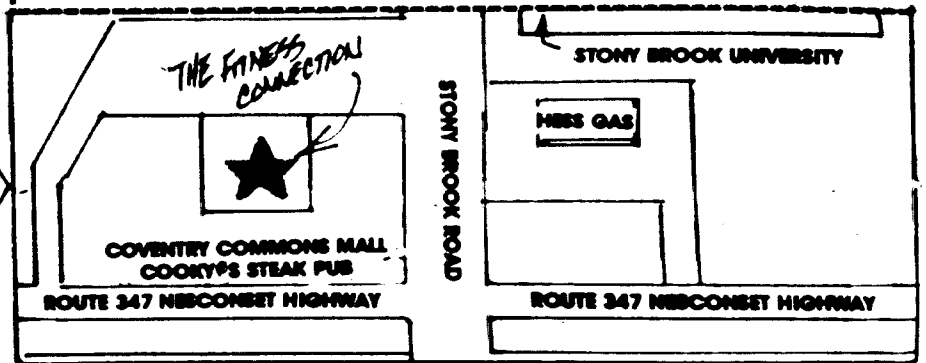 THE FITNESS
CONNECTION
STONY BROOK UNIVERSITY
STONY BROOK ROAD
HESS GAS
COVENTRY COMMONS MALL
COOKY'S STEAK PUB
ROUTE 347 NESCONSET HIGHWAY
ROUTE 347 NESCONSET HIGHWAY